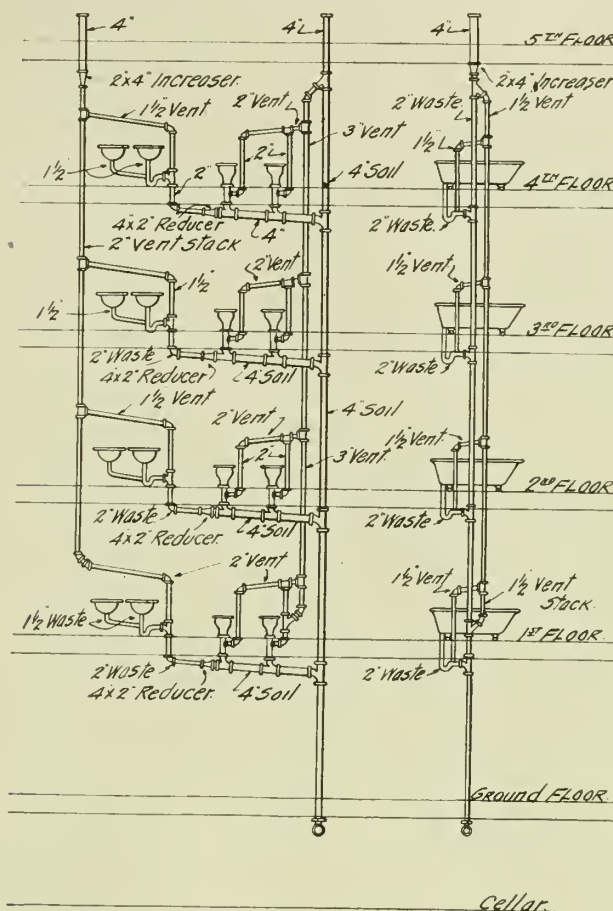 4"
4"
4"
5TH FLOOR
2"x4" Increaser.
1½" Vent
2" Vent
3" Vent
4" Soil
2"x4" Increaser
2" Waste
1½" Vent
1½"
1½"
2"
2"
4TH FLOOR
4x2" Reducer
4"
2" Waste.
2" Vent Stack
2" Vent
1½" Vent
1½"
1½"
3RD FLOOR
2" Waste
4x2" Reducer
4" Soil
2" Waste
1½" Vent
2" Vent
4" Soil
1½" Vent
2"
3" Vent.
2ND FLOOR
2" Waste
4x2" Reducer.
4" Soil
2" Waste
2" Vent
1½" Vent
1½" Vent
Stack.
1½" Waste
1ST FLOOR
2" Waste
4x2" Reducer.
4" Soil
2" Waste
GROUND FLOOR.
Cellar.